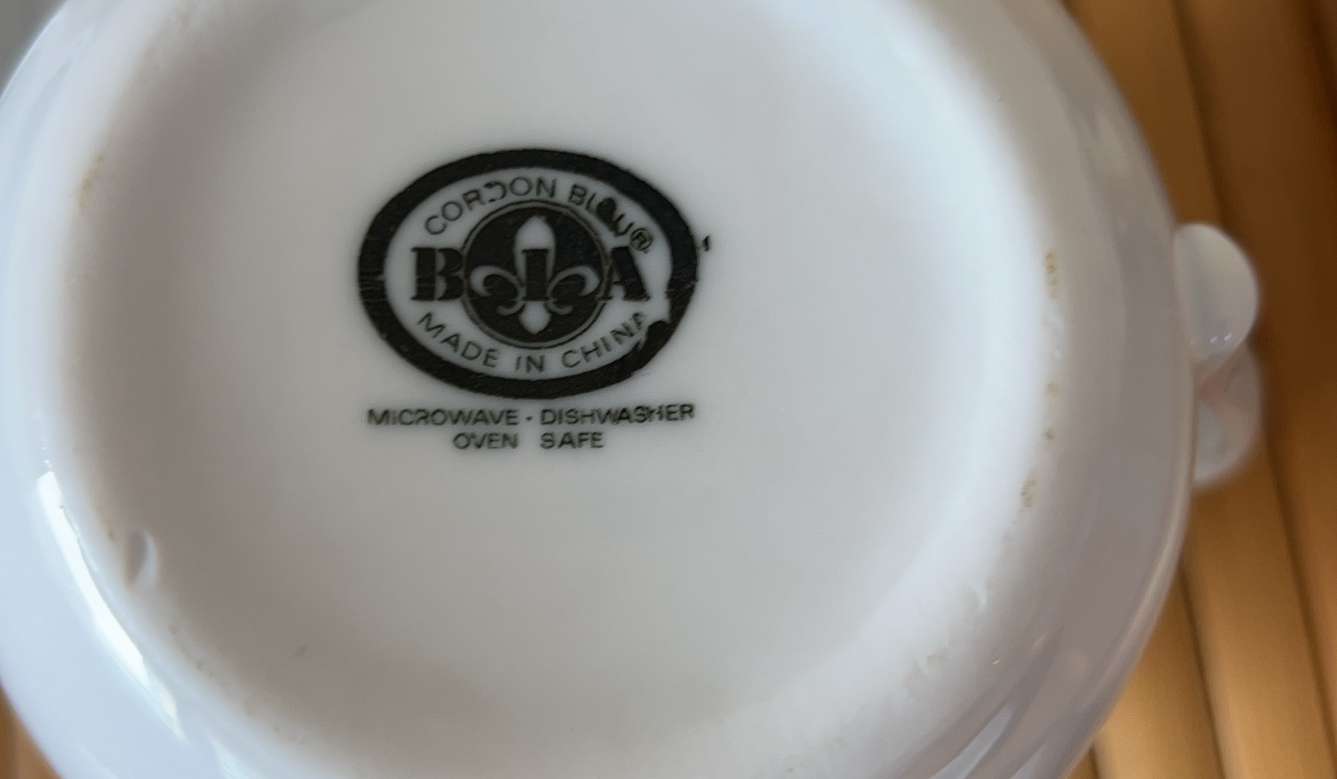 CORDON BLEU®
BIA
MADE IN CHINA
MICROWAVE - DISHWASHER
OVEN SAFE